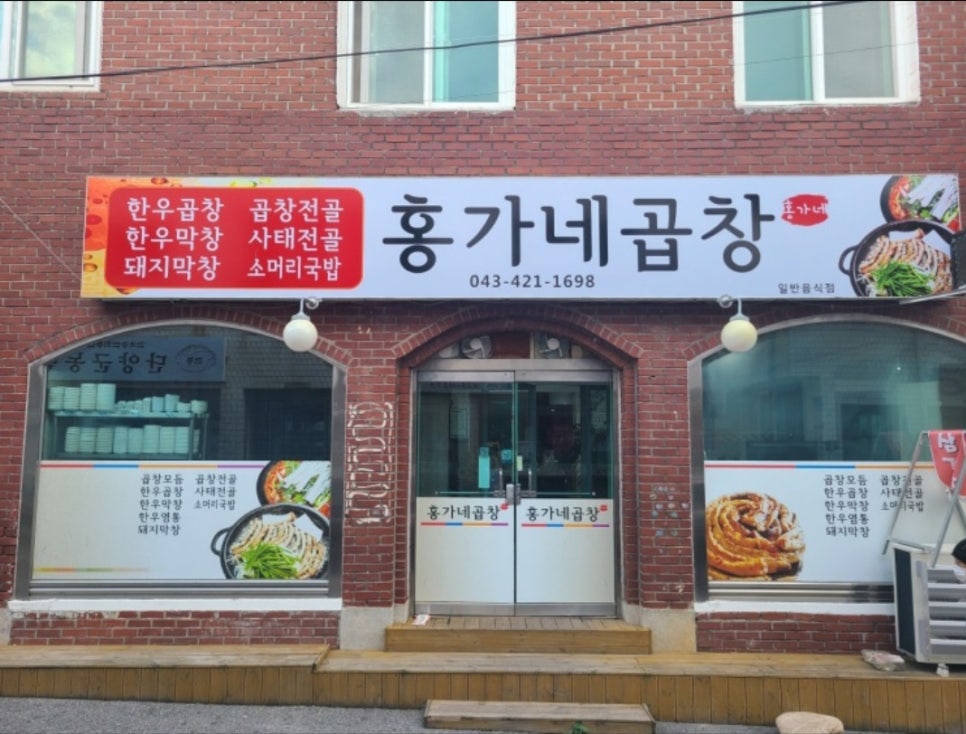 한우곱창 곱창전골
한우막창 사태전골
돼지막창 소머리국밥
홍가네곱창
홍가네
043-421-1698
일반음식점
단양군농
곱창모듬 곱창전골
한우곱창 사태전골
한우막창 소머리국밥
한우염통
돼지막창
홍가네곱창
홍가네곱창
곱창모듬 곱창전골
한우곱창 사태전골
한우막창 소머리국밥
한우염통
돼지막창